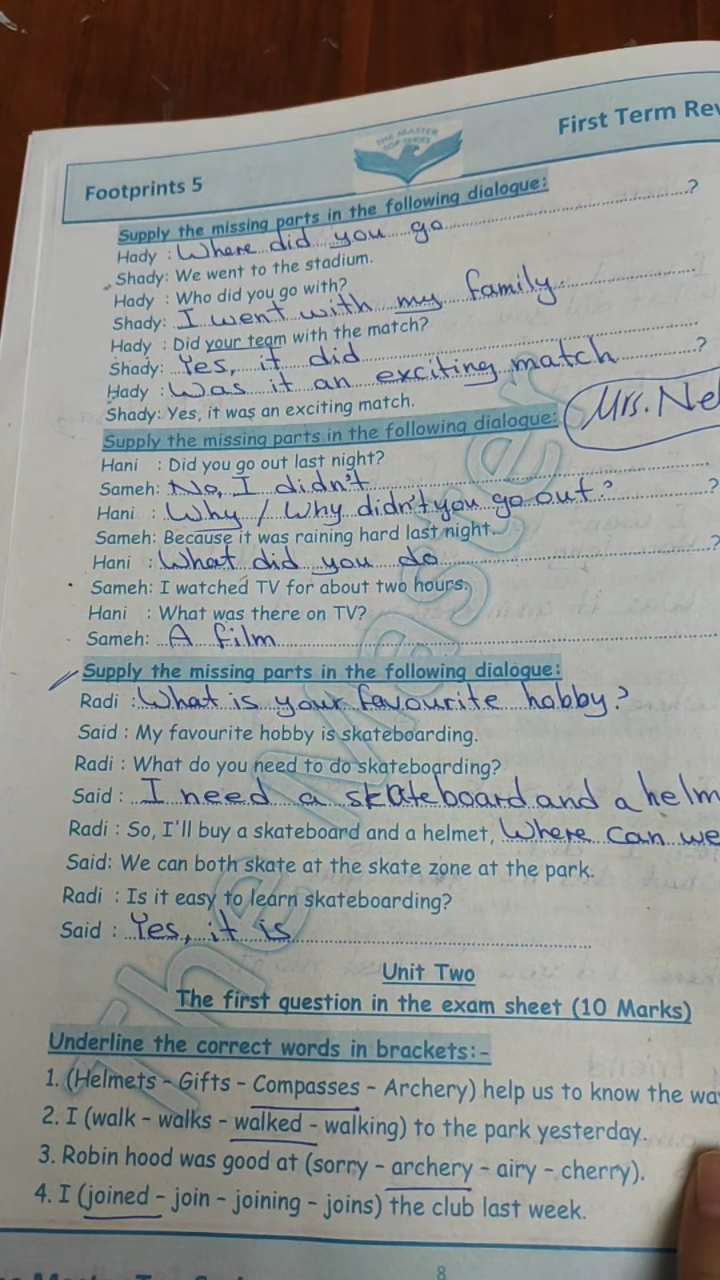 THE MASTER
TOP SERIES
First Term Rev
Footprints 5
Supply the missing parts in the following dialogue:
Hady : Where did you go ?
Shady: We went to the stadium.
Hady : Who did you go with?
Shady: I went with my family
Hady : Did your team with the match?
Shady: Yes, it did
Hady : Was it an exciting match ?
Shady: Yes, it was an exciting match.
Supply the missing parts in the following dialogue: Mrs. Ne
Hani : Did you go out last night?
Sameh: No, I didn't
Hani : Why / Why didn't you go out? ?
Sameh: Because it was raining hard last night.
Hani : What did you do ?
Sameh: I watched TV for about two hours.
Hani : What was there on TV?
Sameh: A film
Supply the missing parts in the following dialogue:
Radi : What is your favourite hobby?
Said : My favourite hobby is skateboarding.
Radi : What do you need to do skateboarding?
Said : I need a skateboard and a helm
Radi : So, I'll buy a skateboard and a helmet, Where can we
Said: We can both skate at the skate zone at the park.
Radi : Is it easy to learn skateboarding?
Said : Yes, it is
The Master
Unit Two
The first question in the exam sheet (10 Marks)
Underline the correct words in brackets:-
1. (Helmets - Gifts - Compasses - Archery) help us to know the wa
2. I (walk - walks - walked - walking) to the park yesterday.
3. Robin hood was good at (sorry - archery - airy - cherry).
4. I (joined - join - joining - joins) the club last week.
8